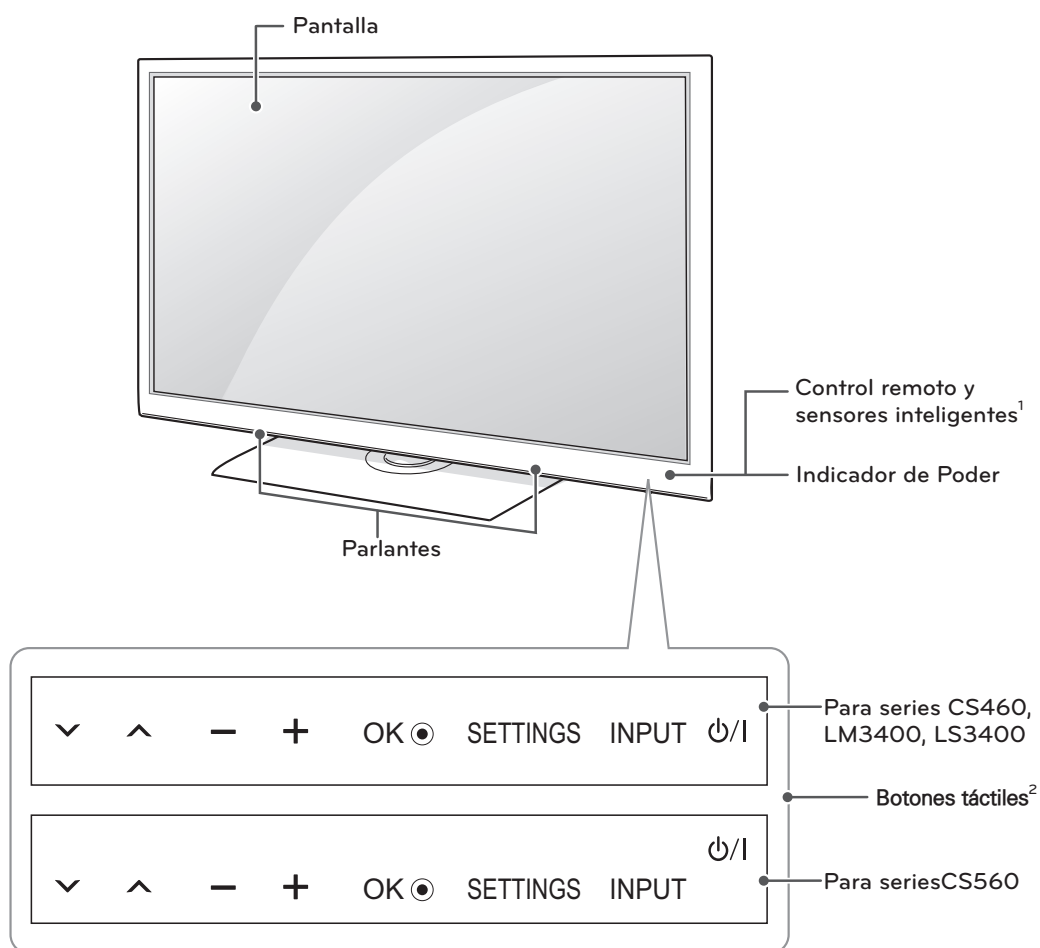 Pantalla
Control remoto y
sensores inteligentes¹
Indicador de Poder
Parlantes
OK SETTINGS INPUT ⏻/I
Para series CS460,
LM3400, LS3400
Botones táctiles²
⏻/I
OK SETTINGS INPUT
Para seriesCS560